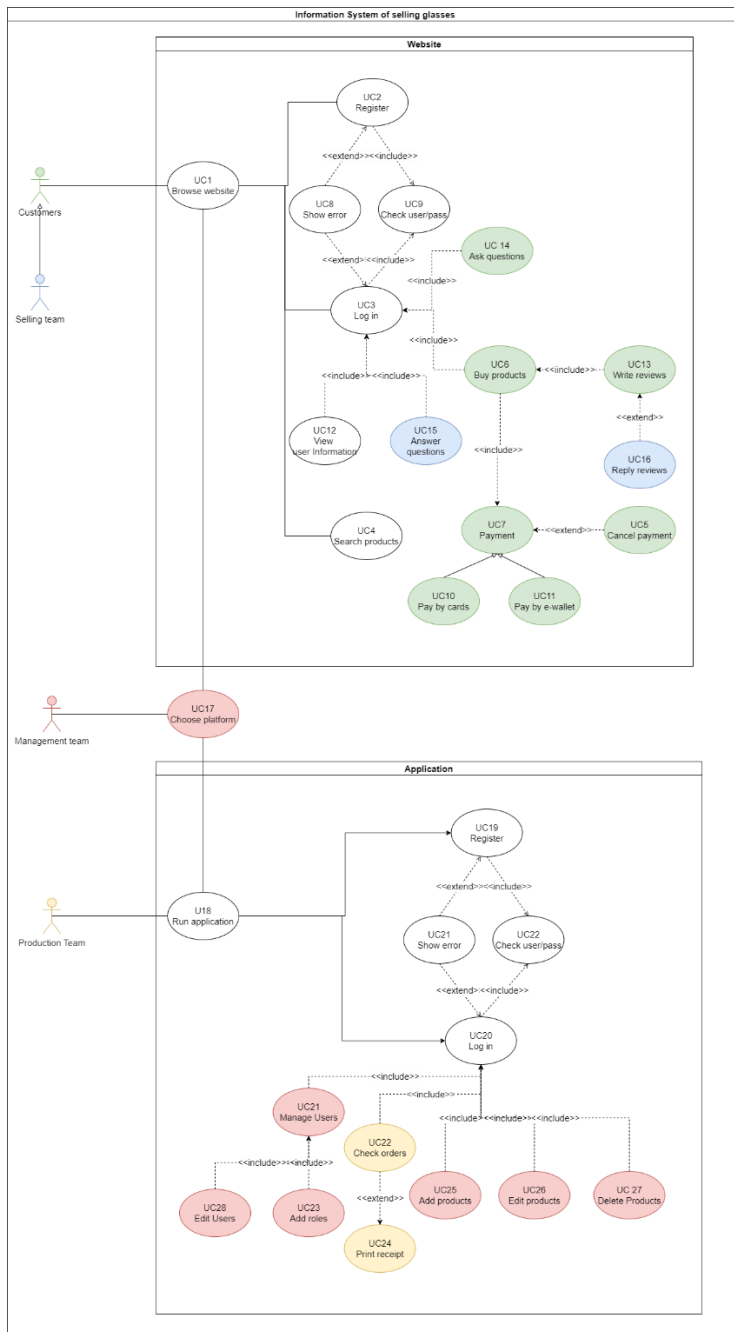 Information System of selling glasses
Website
UC2
Register
<<extend>>
<<include>>
UC1
Browse website
Customers
UC8
Show error
UC9
Check user/pass
UC 14
Ask questions
<<extend>>
<<include>>
<<include>>
Selling team
UC3
Log in
UC6
Buy products
<<include>>
UC13
Write reviews
<<include>>
<<include>>
<<extend>>
UC12
View
user Information
UC15
Answer
questions
<<include>>
UC16
Reply reviews
UC4
Search products
UC7
Payment
<<extend>>
UC5
Cancel payment
UC10
Pay by cards
UC11
Pay by e-wallet
UC17
Choose platform
Management team
Application
UC19
Register
<<extend>>
<<include>>
U18
Run application
Production Team
UC21
Show error
UC22
Check user/pass
<<extend>>
<<include>>
UC20
Log in
<<include>>
UC21
Manage Users
<<include>>
<<include>>
<<include>>
<<include>>
UC22
Check orders
<<include>>
<<include>>
UC25
Add products
UC26
Edit products
UC 27
Delete Products
UC28
Edit Users
UC23
Add roles
<<extend>>
UC24
Print receipt